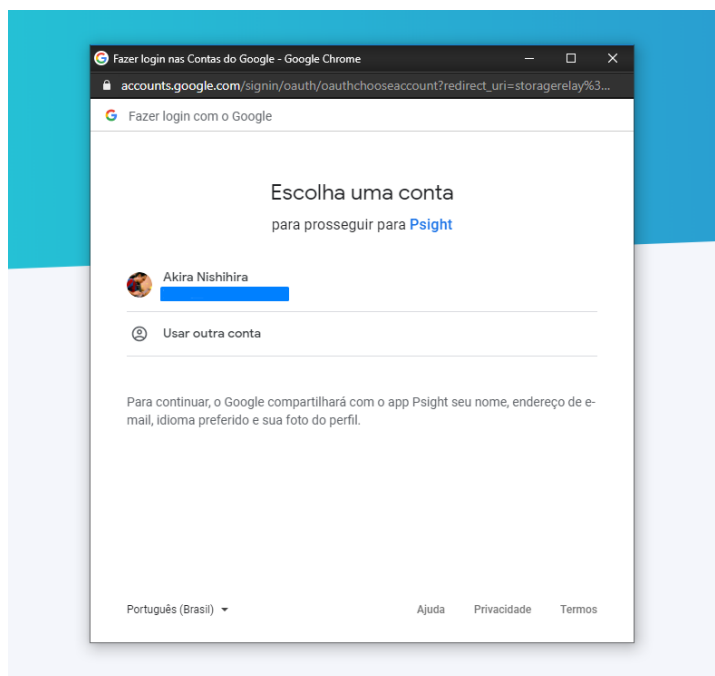 Fazer login nas Contas do Google - Google Chrome
accounts.google.com/signin/oauth/oauthchooseaccount?redirect_uri=storagerelay%3...
Fazer login com o Google
Escolha uma conta
para prosseguir para Psight
Akira Nishihira
Usar outra conta
Para continuar, o Google compartilhará com o app Psight seu nome, endereço de e-
mail, idioma preferido e sua foto do perfil.
Português (Brasil) Ajuda Privacidade Termos